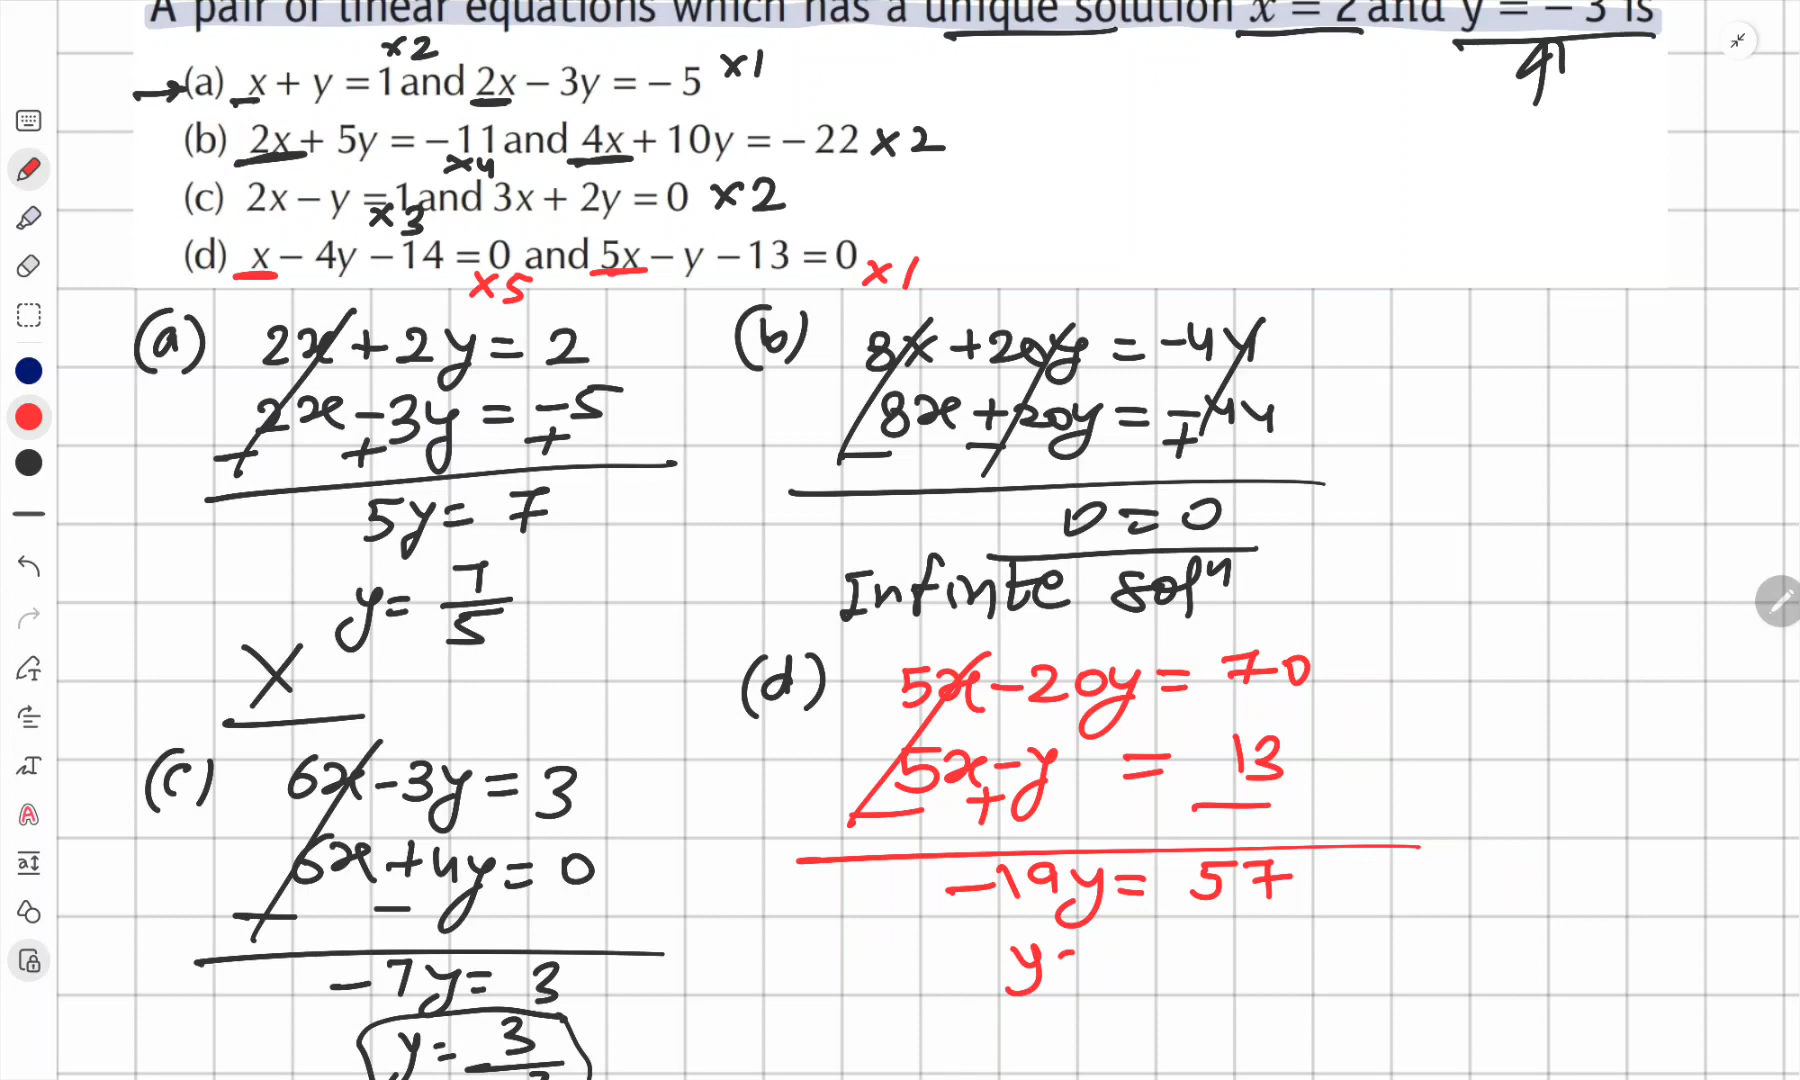 A pair of linear equations which has a unique solution x = 2 and y = – 3 is
(a) x + y = 1 and 2x – 3y = – 5
×2 ×1
(b) 2x + 5y = – 11 and 4x + 10y = – 22
×4 ×2
(c) 2x – y = 1 and 3x + 2y = 0
×3 ×2
(d) x – 4y – 14 = 0 and 5x – y – 13 = 0
×5 ×1
(a) 2x + 2y = 2
2x – 3y = –5
– + +
5y = 7
y = 7/5
X
(b) 8x + 20y = –44
8x + 20y = –44
– – +
0 = 0
Infinte solⁿ
(c) 6x – 3y = 3
6x + 4y = 0
– –
–7y = 3
y = 3
(d) 5x – 20y = 70
5x – y = 13
– + –
–19y = 57
y -